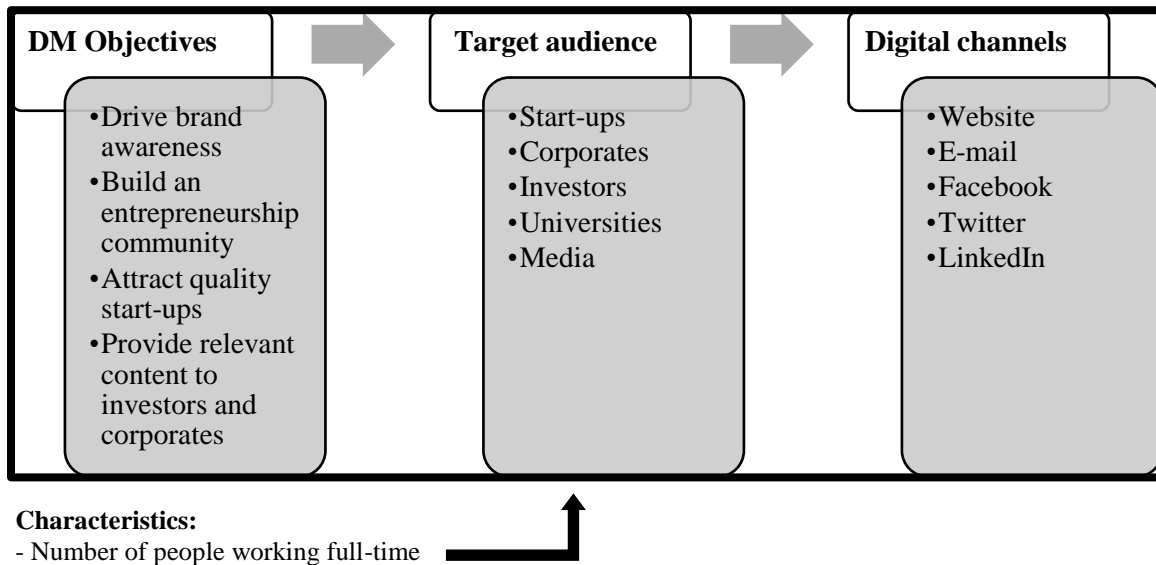 DM Objectives
•Drive brand
awareness
•Build an
entrepreneurship
community
•Attract quality
start-ups
•Provide relevant
content to
investors and
corporates
Target audience
•Start-ups
•Corporates
•Investors
•Universities
•Media
Digital channels
•Website
•E-mail
•Facebook
•Twitter
•LinkedIn
Characteristics:
- Number of people working full-time